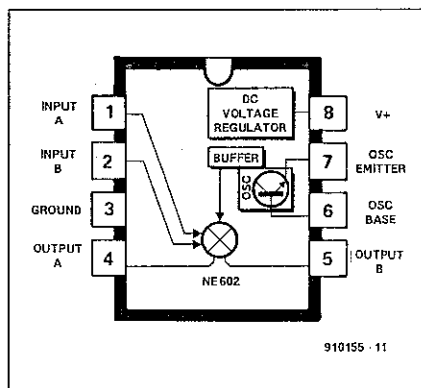 INPUT
A
1
INPUT
B
2
GROUND
3
OUTPUT
A
4
DC
VOLTAGE
REGULATOR
BUFFER
OSC
NE602
8
V+
7
OSC
EMITTER
6
OSC
BASE
5
OUTPUT
B
910155 - 11